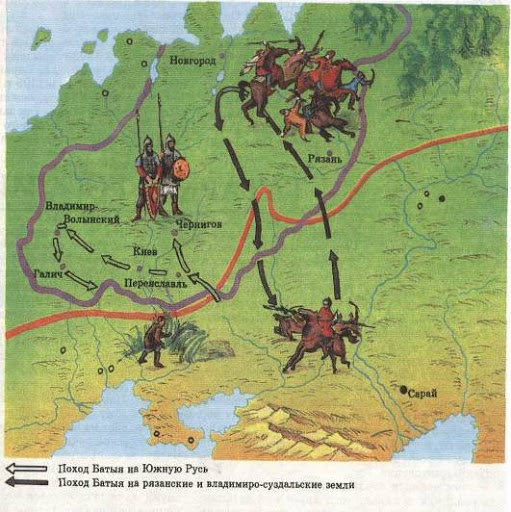 Новгород
Рязань
Владимир-
Волынский
Чернигов
Киев
Галич
Переяславль
Сарай
Поход Батыя на Южную Русь
Поход Батыя на рязанские и владимиро-суздальские земли